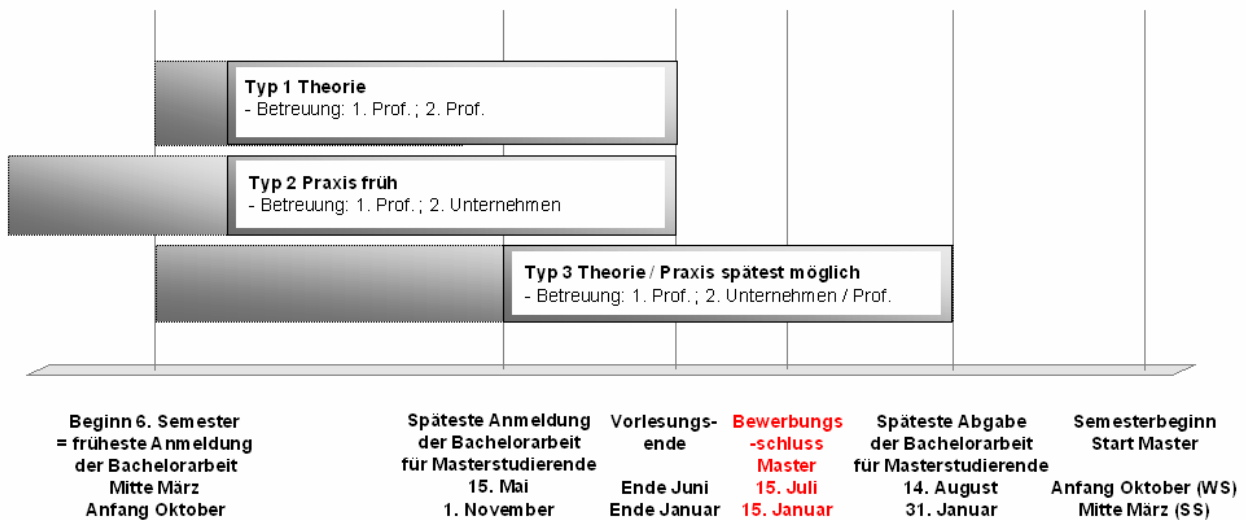 Typ 1 Theorie
- Betreuung: 1. Prof. ; 2. Prof.
Typ 2 Praxis früh
- Betreuung: 1. Prof. ; 2. Unternehmen
Typ 3 Theorie / Praxis spätest möglich
- Betreuung: 1. Prof. ; 2. Unternehmen / Prof.
Beginn 6. Semester
= früheste Anmeldung
der Bachelorarbeit
Mitte März
Anfang Oktober
Späteste Anmeldung
der Bachelorarbeit
für Masterstudierende
15. Mai
1. November
Vorlesungs-
ende
Ende Juni
Ende Januar
Bewerbungs
-schluss
Master
15. Juli
15. Januar
Späteste Abgabe
der Bachelorarbeit
für Masterstudierende
14. August
31. Januar
Semesterbeginn
Start Master
Anfang Oktober (WS)
Mitte März (SS)